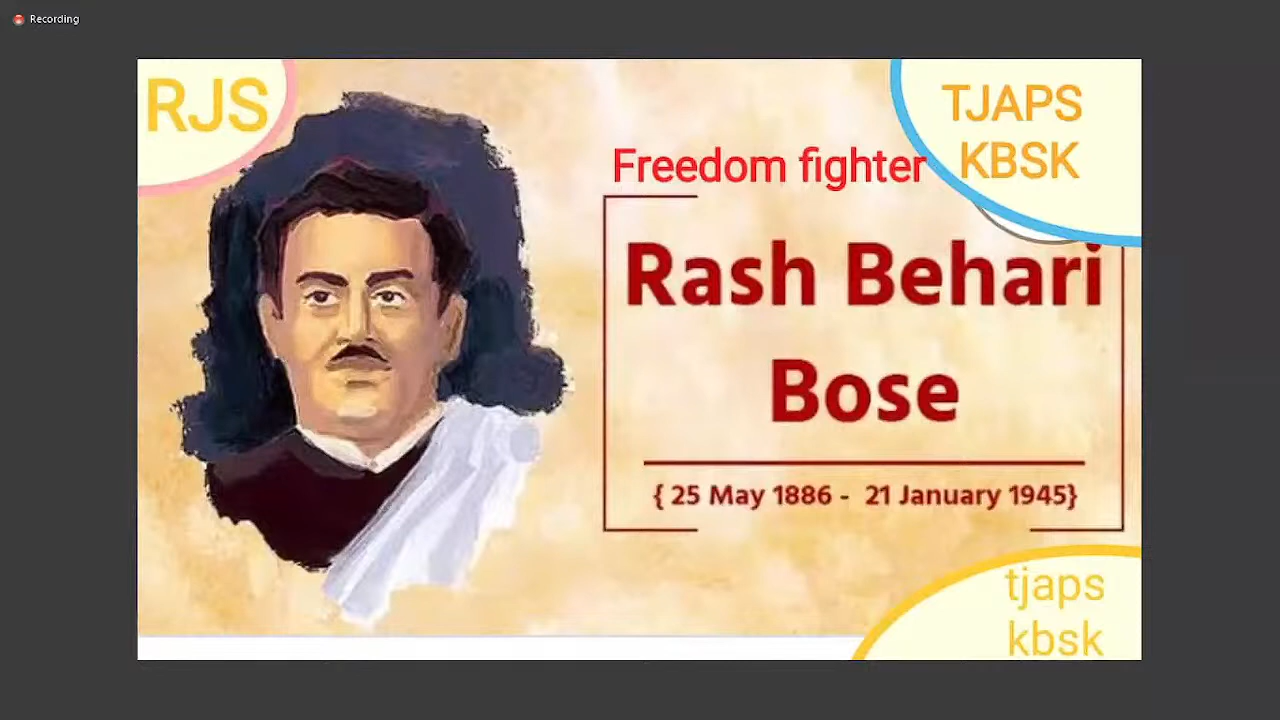 Recording
RJS
TJAPS
KBSK
Freedom fighter
Rash Behari
Bose
{ 25 May 1886 - 21 January 1945}
tjaps
kbsk